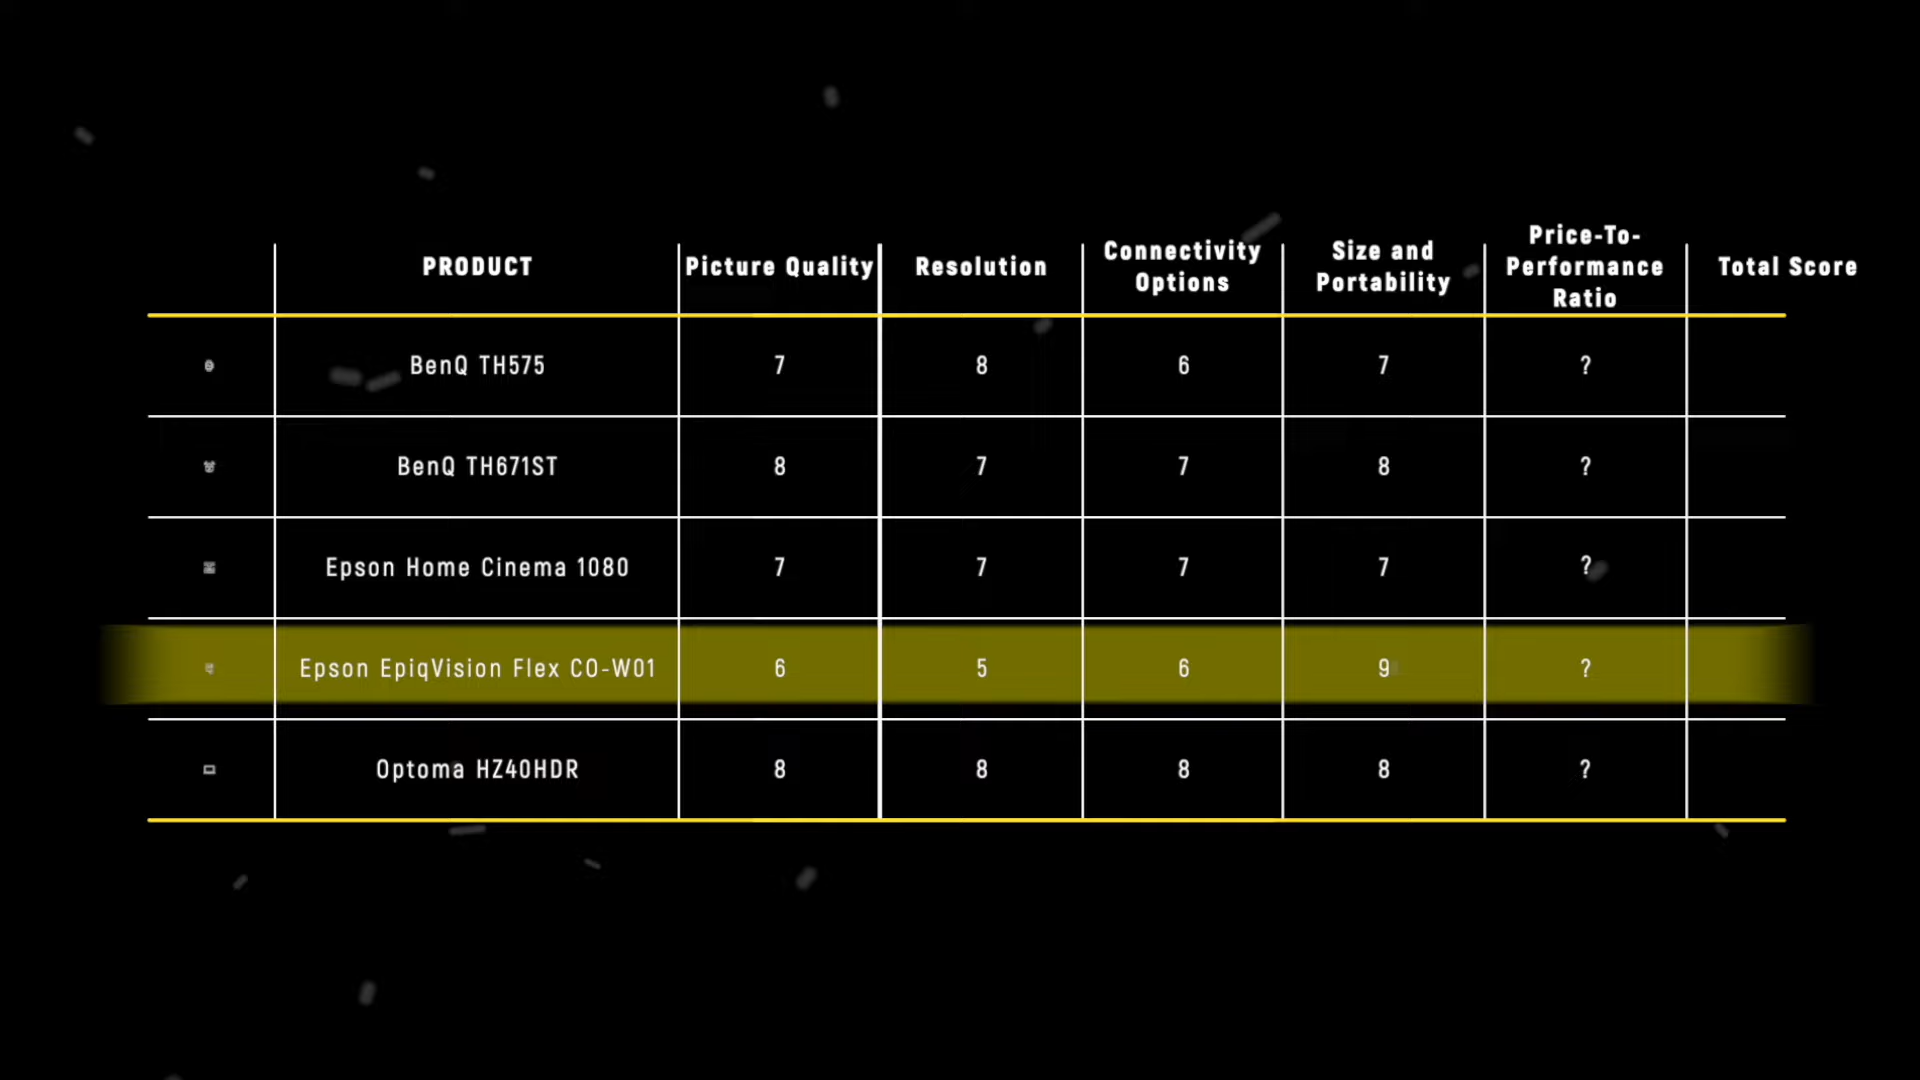 PRODUCT Picture Quality Resolution Connectivity Options Size and Portability Price-To-Performance Ratio Total Score
BenQ TH575 7 8 6 7 ?
BenQ TH671ST 8 7 7 8 ?
Epson Home Cinema 1080 7 7 7 7 ?
Epson EpiqVision Flex CO-W01 6 5 6 9 ?
Optoma HZ40HDR 8 8 8 8 ?